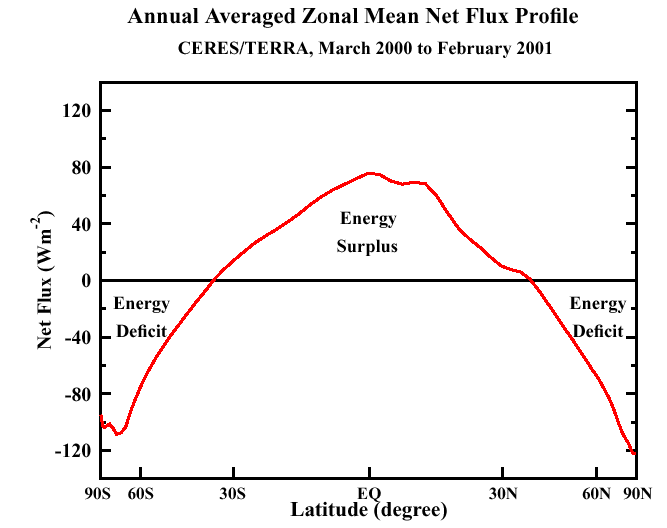 Annual Averaged Zonal Mean Net Flux Profile
CERES/TERRA, March 2000 to February 2001
Net Flux (Wm-2)
120
80
40
0
-40
-80
-120
Energy
Surplus
Energy
Deficit
Energy
Deficit
90S 60S 30S EQ 30N 60N 90N
Latitude (degree)